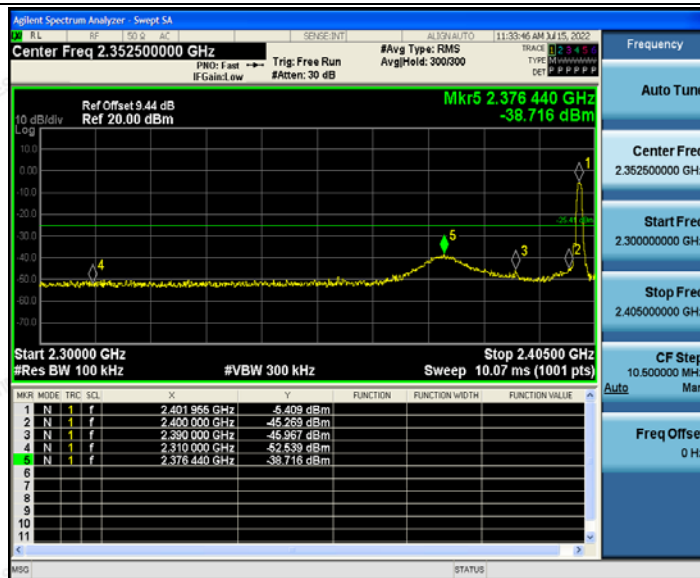 Agilent Spectrum Analyzer - Swept SA
RL RF 50 Ω AC SENSE:INT ALIGNAUTO 11:33:46 AM Jul 15, 2022
Center Freq 2.352500000 GHz
PNO: Fast
IFGain:Low
Trig: Free Run
#Atten: 30 dB
#Avg Type: RMS
Avg|Hold: 300/300
TRACE 1 2 3 4 5 6
TYPE M W W W W W
DET P P P P P P
Ref Offset 9.44 dB
Ref 20.00 dBm
10 dB/div
Log
Mkr5 2.376 440 GHz
-38.716 dBm
10.0
0.00
-10.0
-20.0
-30.0
-40.0
-50.0
-60.0
-70.0
-25.41 dBm
1
2
3
4
5
Start 2.30000 GHz
Stop 2.40500 GHz
#Res BW 100 kHz
#VBW 300 kHz
Sweep 10.07 ms (1001 pts)
MKR MODE TRC SCL X Y FUNCTION FUNCTION WIDTH FUNCTION VALUE
1 N 1 f 2.401 955 GHz -5.409 dBm
2 N 1 f 2.400 000 GHz -45.269 dBm
3 N 1 f 2.390 000 GHz -45.967 dBm
4 N 1 f 2.310 000 GHz -52.539 dBm
5 N 1 f 2.376 440 GHz -38.716 dBm
6
7
8
9
10
11
MSG
STATUS
Frequency
Auto Tune
Center Freq
2.352500000 GHz
Start Freq
2.300000000 GHz
Stop Freq
2.405000000 GHz
CF Step
10.500000 MHz
Auto Man
Freq Offset
0 Hz